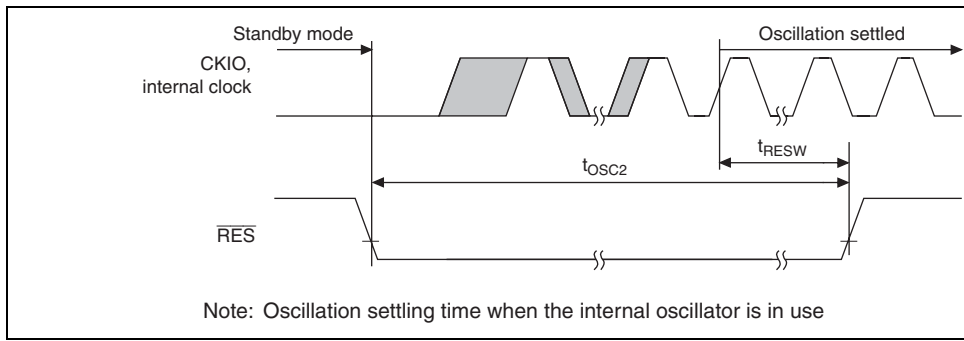 Standby mode
Oscillation settled
CKIO,
internal clock
tRESW
tOSC2
RES
Note: Oscillation settling time when the internal oscillator is in use